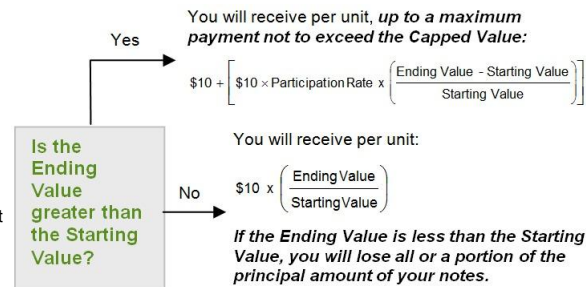 You will receive per unit, up to a maximum
payment not to exceed the Capped Value:
Yes
$10 + [ $10 × Participation Rate x ( Ending Value - Starting Value / Starting Value ) ]
Is the
Ending
Value
greater than
the Starting
Value?
No
You will receive per unit:
$10 x ( Ending Value / Starting Value )
If the Ending Value is less than the Starting
Value, you will lose all or a portion of the
principal amount of your notes.